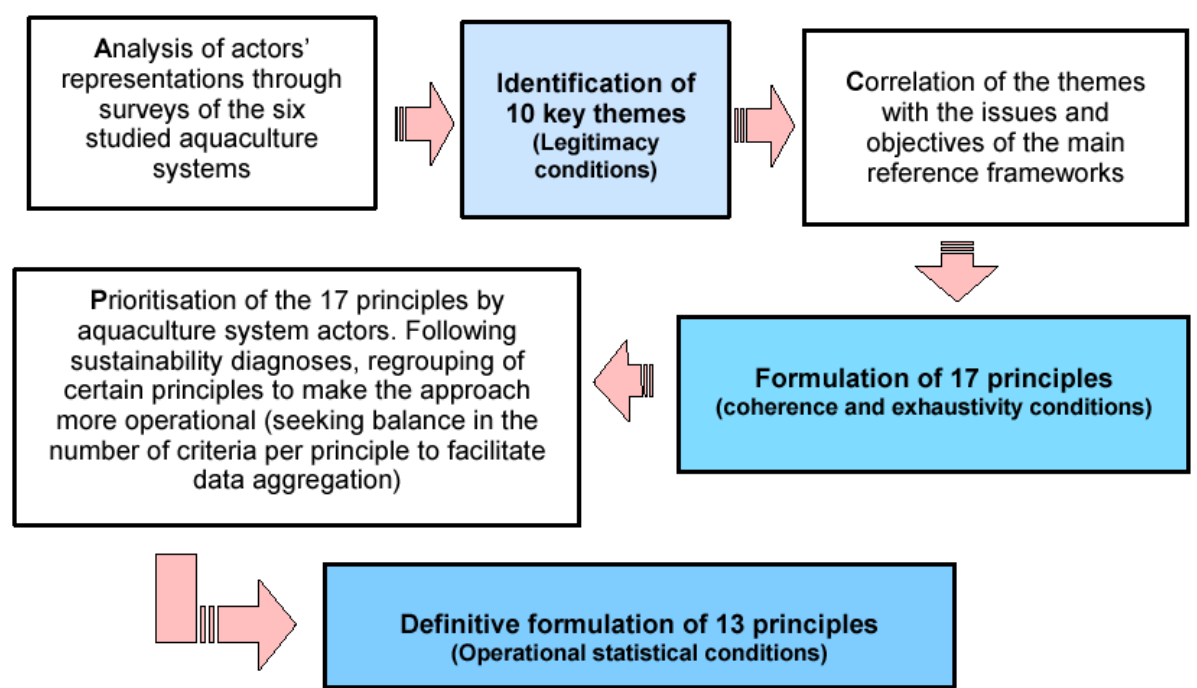 Analysis of actors'
representations through
surveys of the six
studied aquaculture
systems
Identification of
10 key themes
(Legitimacy
conditions)
Correlation of the themes
with the issues and
objectives of the main
reference frameworks
Formulation of 17 principles
(coherence and exhaustivity conditions)
Prioritisation of the 17 principles by
aquaculture system actors. Following
sustainability diagnoses, regrouping of
certain principles to make the approach
more operational (seeking balance in the
number of criteria per principle to facilitate
data aggregation)
Definitive formulation of 13 principles
(Operational statistical conditions)